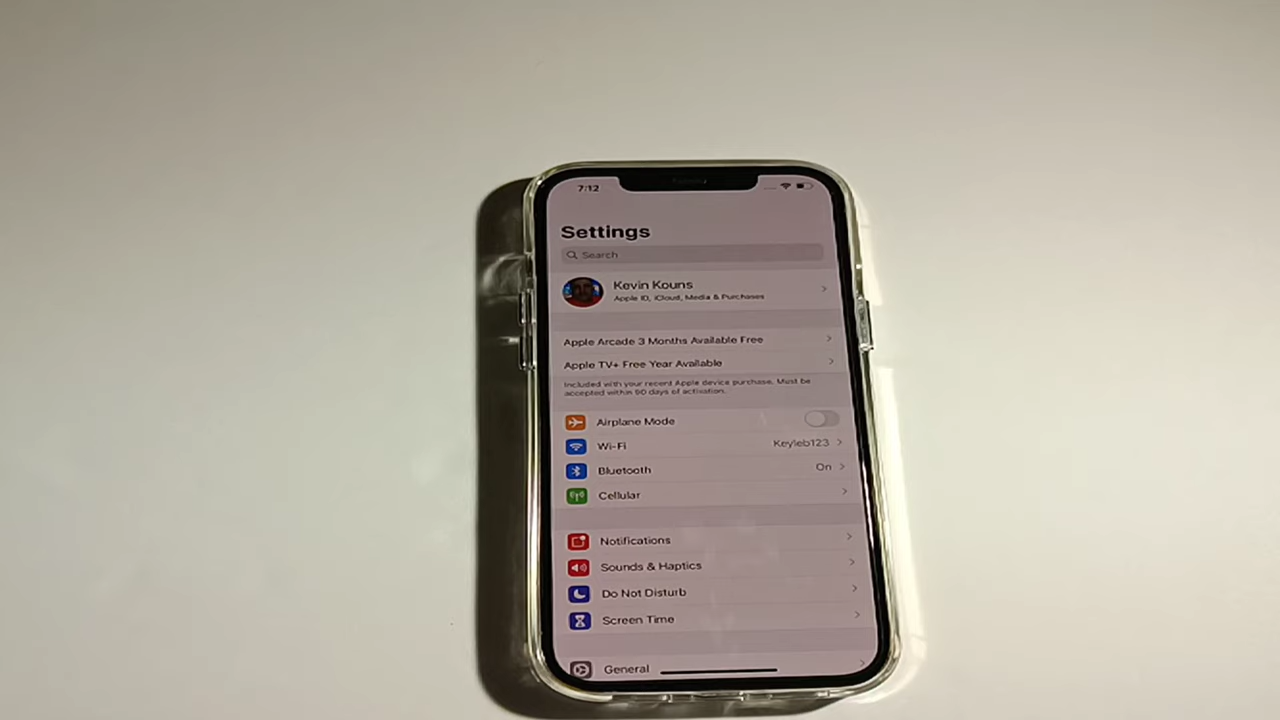 7:12
Settings
Search
Kevin Kouns
Apple ID, iCloud, Media & Purchases
Apple Arcade 3 Months Available Free
Apple TV+ Free Year Available
Included with your recent Apple device purchase. Must be
accepted within 90 days of activation.
Airplane Mode
Wi-Fi Keyleb123
Bluetooth On
Cellular
Notifications
Sounds & Haptics
Do Not Disturb
Screen Time
General